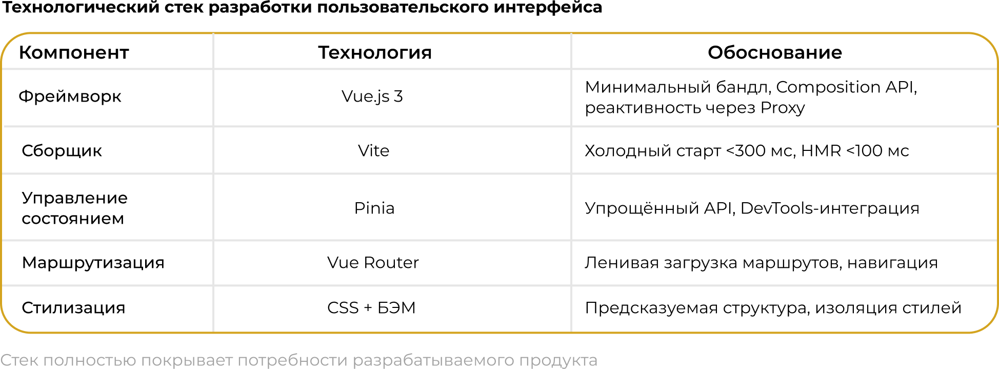 Технологический стек разработки пользовательского интерфейса
Компонент Технология Обоснование
Фреймворк Vue.js 3 Минимальный бандл, Composition API,
реактивность через Proxy
Сборщик Vite Холодный старт <300 мс, HMR <100 мс
Управление
состоянием Pinia Упрощённый API, DevTools-интеграция
Маршрутизация Vue Router Ленивая загрузка маршрутов, навигация
Стилизация CSS + БЭМ Предсказуемая структура, изоляция стилей
Стек полностью покрывает потребности разрабатываемого продукта